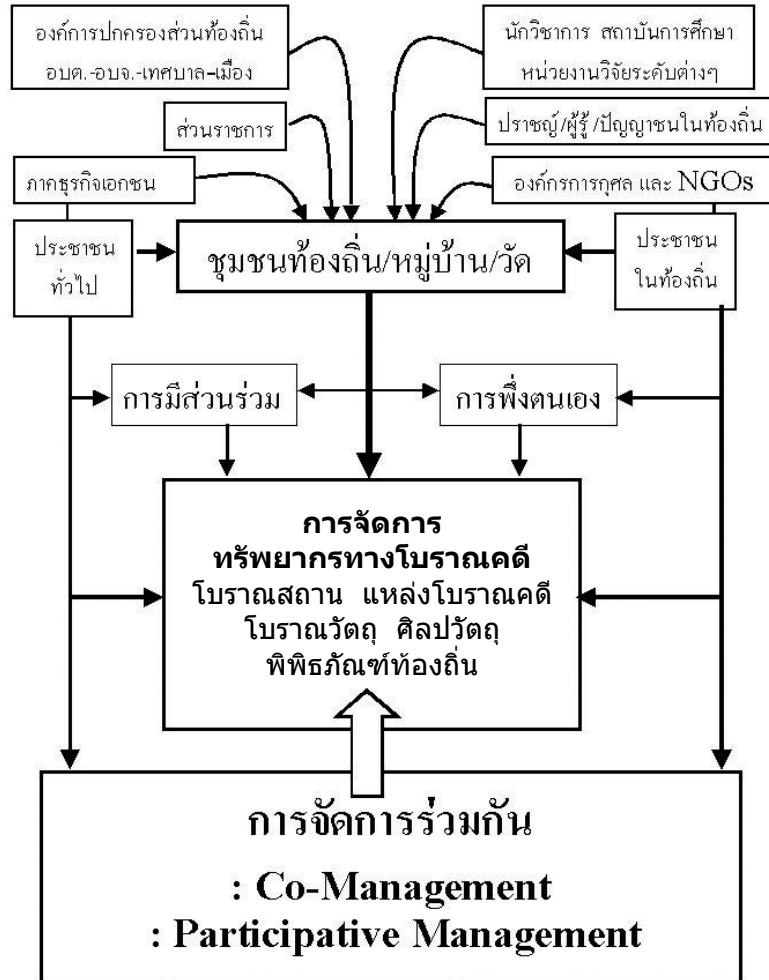 องค์การปกครองส่วนท้องถิ่น
อบต.-อบจ.-เทศบาล-เมือง
นักวิชาการ สถาบันการศึกษา
หน่วยงานวิจัยระดับต่างๆ
ส่วนราชการ
ปราชญ์/ผู้รู้/ปัญญาชนในท้องถิ่น
ภาคธุรกิจเอกชน
องค์กรการกุศล และ NGOs
ประชาชน
ทั่วไป
ชุมชนท้องถิ่น/หมู่บ้าน/วัด
ประชาชน
ในท้องถิ่น
การมีส่วนร่วม
การพึ่งตนเอง
การจัดการ
ทรัพยากรทางโบราณคดี
โบราณสถาน แหล่งโบราณคดี
โบราณวัตถุ ศิลปวัตถุ
พิพิธภัณฑ์ท้องถิ่น
การจัดการร่วมกัน
: Co-Management
: Participative Management